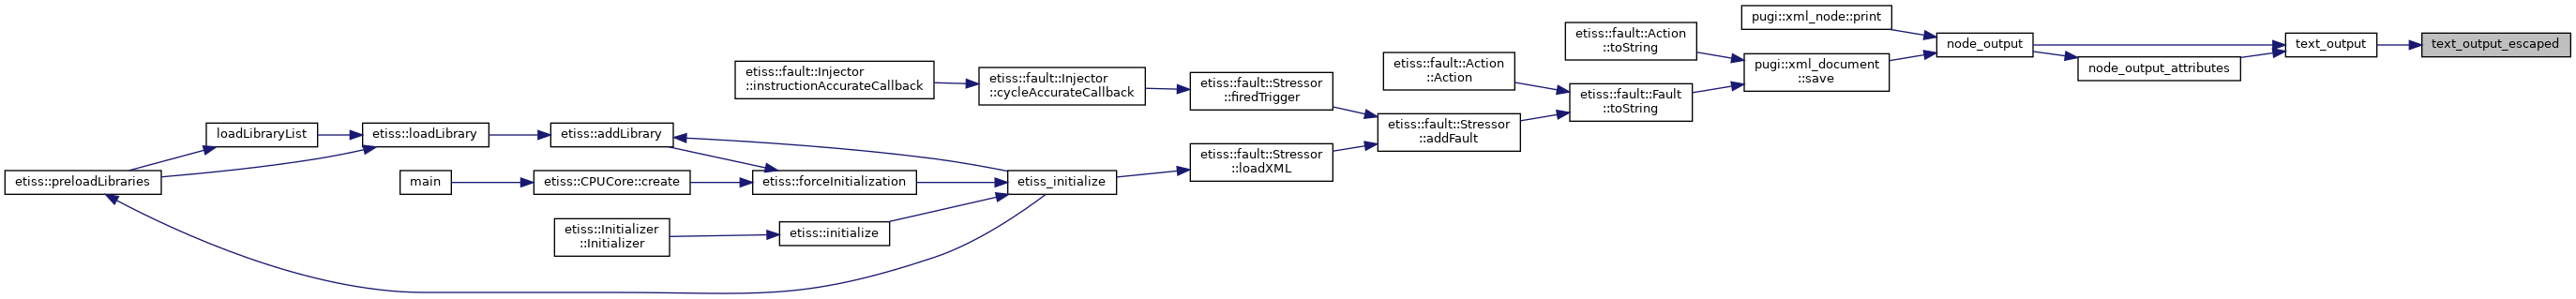 pugi::xml_node::print
etiss::fault::Action
::toString
node_output
text_output
text_output_escaped
etiss::fault::Action
::Action
pugi::xml_document
::save
node_output_attributes
etiss::fault::Injector
::instructionAccurateCallback
etiss::fault::Injector
::cycleAccurateCallback
etiss::fault::Stressor
::firedTrigger
etiss::fault::Fault
::toString
loadLibraryList
etiss::loadLibrary
etiss::addLibrary
etiss::fault::Stressor
::addFault
etiss::fault::Stressor
::loadXML
etiss::preloadLibraries
main
etiss::CPUCore::create
etiss::forceInitialization
etiss_initialize
etiss::Initializer
::Initializer
etiss::initialize